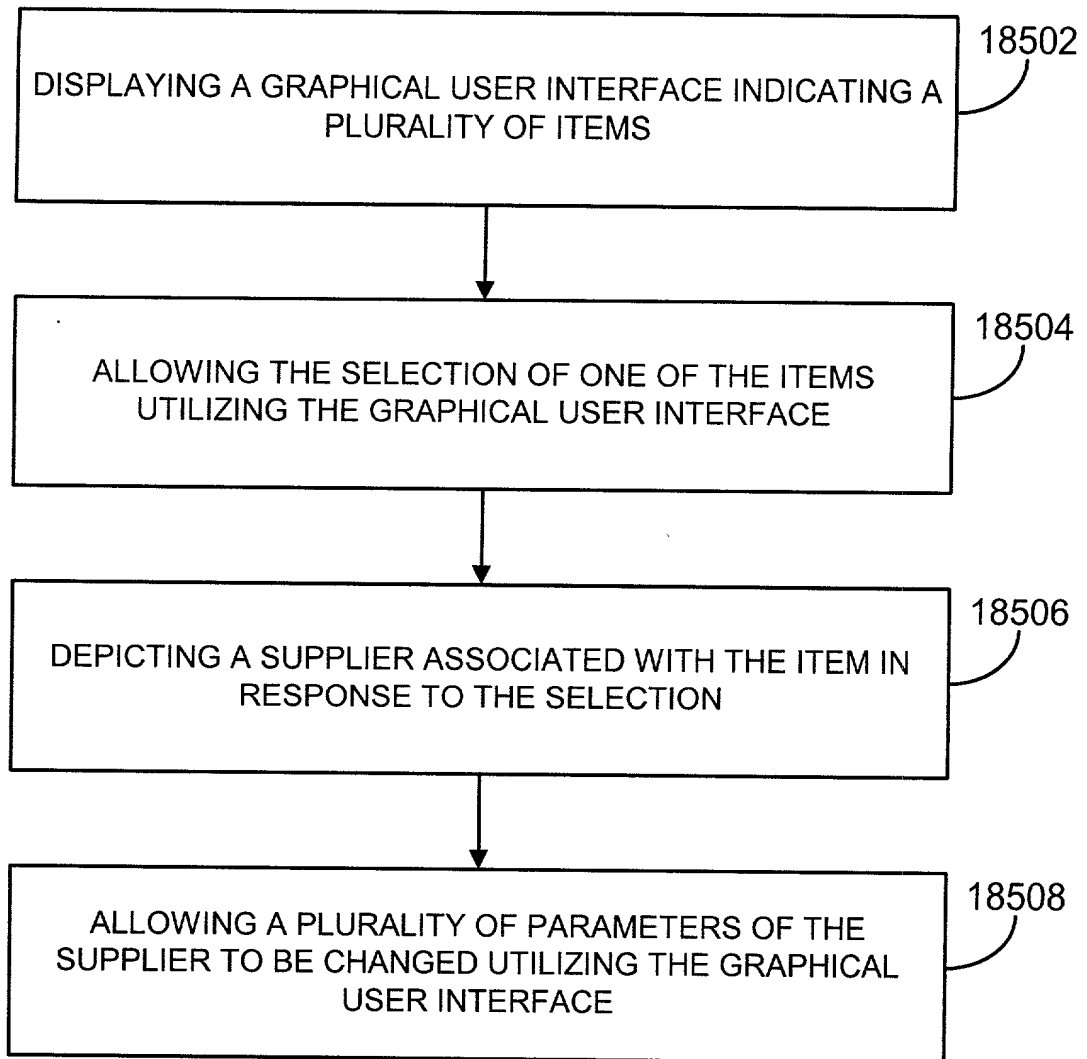 18502
DISPLAYING A GRAPHICAL USER INTERFACE INDICATING A
PLURALITY OF ITEMS
18504
ALLOWING THE SELECTION OF ONE OF THE ITEMS
UTILIZING THE GRAPHICAL USER INTERFACE
18506
DEPICTING A SUPPLIER ASSOCIATED WITH THE ITEM IN
RESPONSE TO THE SELECTION
18508
ALLOWING A PLURALITY OF PARAMETERS OF THE
SUPPLIER TO BE CHANGED UTILIZING THE GRAPHICAL
USER INTERFACE